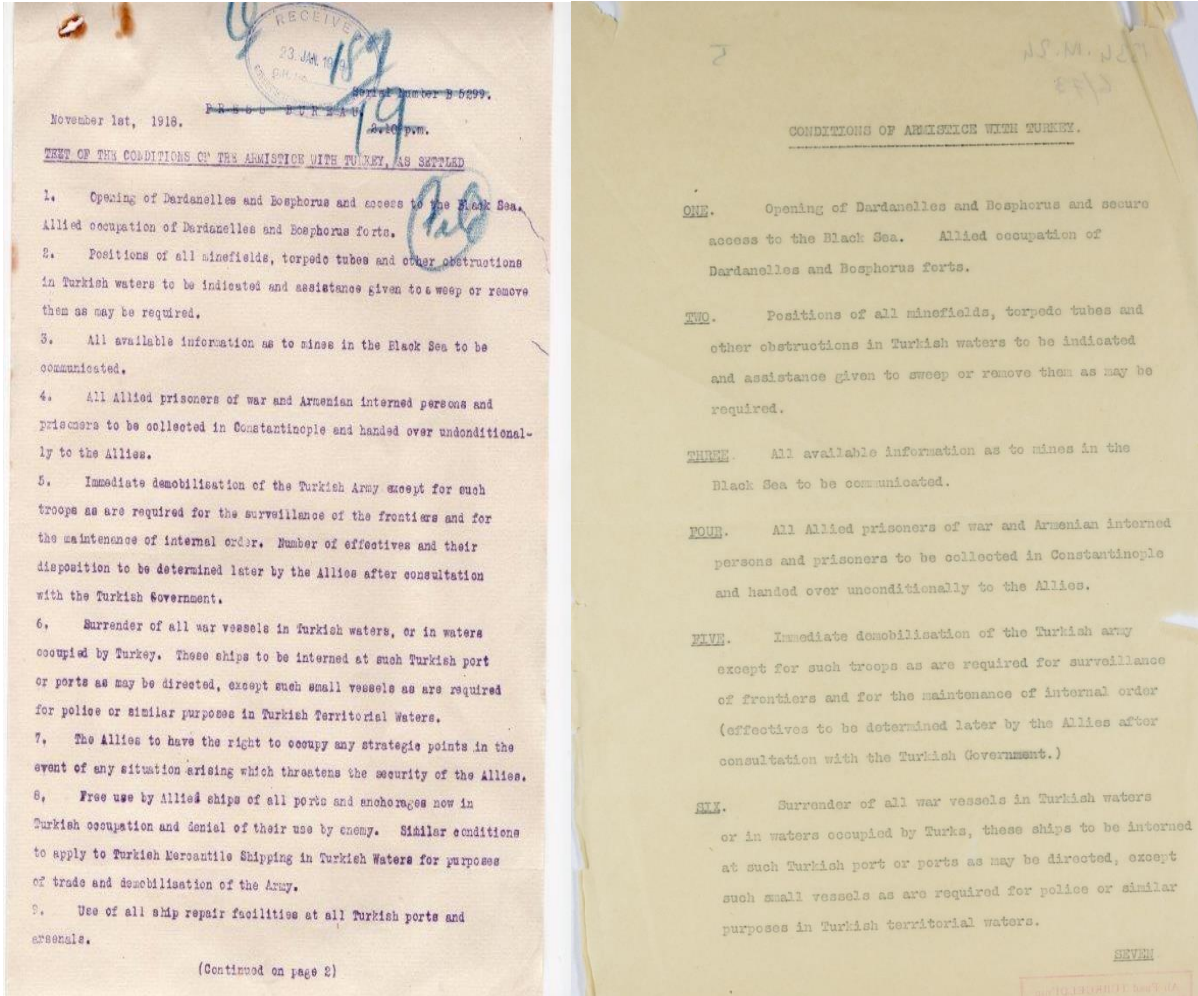 RECEIVED
23. JAN. 19
187
19
Serial Number B 5299.
PRESS BUREAU
November 1st, 1918.
2.10 p.m.
TEXT OF THE CONDITIONS OF THE ARMISTICE WITH TURKEY, AS SETTLED
1. Opening of Dardanelles and Bosphorus and access to the Black Sea.
Allied occupation of Dardanelles and Bosphorus forts.
2. Positions of all minefields, torpedo tubes and other obstructions
in Turkish waters to be indicated and assistance given to sweep or remove
them as may be required.
3. All available information as to mines in the Black Sea to be
communicated.
4. All Allied prisoners of war and Armenian interned persons and
prisoners to be collected in Constantinople and handed over undonditional-
ly to the Allies.
5. Immediate demobilisation of the Turkish Army except for such
troops as are required for the surveillance of the frontiers and for
the maintenance of internal order. Number of effectives and their
disposition to be determined later by the Allies after consultation
with the Turkish Government.
6. Surrender of all war vessels in Turkish waters, or in waters
occupied by Turkey. These ships to be interned at such Turkish port
or ports as may be directed, except such small vessels as are required
for police or similar purposes in Turkish Territorial Waters.
7. The Allies to have the right to occupy any strategic points in the
event of any situation arising which threatens the security of the Allies.
8. Free use by Allied ships of all ports and anchorages now in
Turkish occupation and denial of their use by enemy. Similar conditions
to apply to Turkish Mercantile Shipping in Turkish Waters for purposes
of trade and demobilisation of the Army.
9. Use of all ship repair facilities at all Turkish ports and
arsenals.
(Continued on page 2)
5
CONDITIONS OF ARMISTICE WITH TURKEY.
ONE. Opening of Dardanelles and Bosphorus and secure
access to the Black Sea. Allied occupation of
Dardanelles and Bosphorus forts.
TWO. Positions of all minefields, torpedo tubes and
other obstructions in Turkish waters to be indicated
and assistance given to sweep or remove them as may be
required.
THREE. All available information as to mines in the
Black Sea to be communicated.
FOUR. All Allied prisoners of war and Armenian interned
persons and prisoners to be collected in Constantinople
and handed over unconditionally to the Allies.
FIVE. Immediate demobilisation of the Turkish army
except for such troops as are required for surveillance
of frontiers and for the maintenance of internal order
(effectives to be determined later by the Allies after
consultation with the Turkish Government.)
SIX. Surrender of all war vessels in Turkish waters
or in waters occupied by Turks, these ships to be interned
at such Turkish port or ports as may be directed, except
such small vessels as are required for police or similar
purposes in Turkish territorial waters.
SEVEN